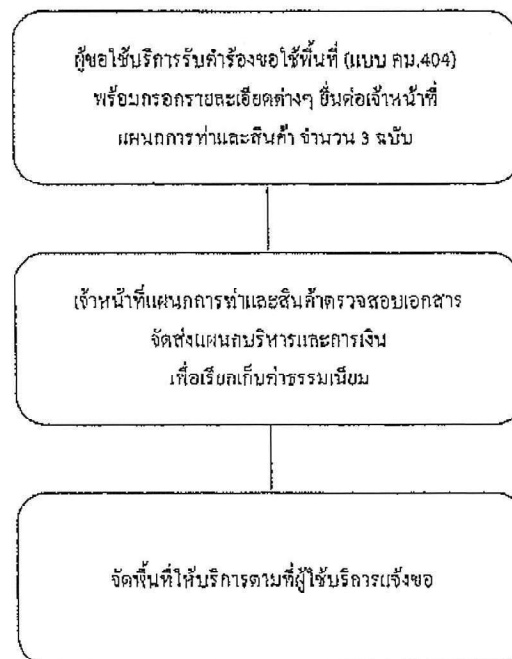 ผู้ขอใช้บริการรับคำร้องขอใช้พื้นที่ (แบบ คม.404)
พร้อมกรอกรายละเอียดต่างๆ ยื่นต่อเจ้าหน้าที่
แผนกการท่าและสินค้า จำนวน 3 ฉบับ
เจ้าหน้าที่แผนกการท่าและสินค้าตรวจสอบเอกสาร
จัดส่งแผนกบริหารและการเงิน
เพื่อเรียกเก็บค่าธรรมเนียม
จัดพื้นที่ให้บริการตามที่ผู้ใช้บริการแจ้งขอ